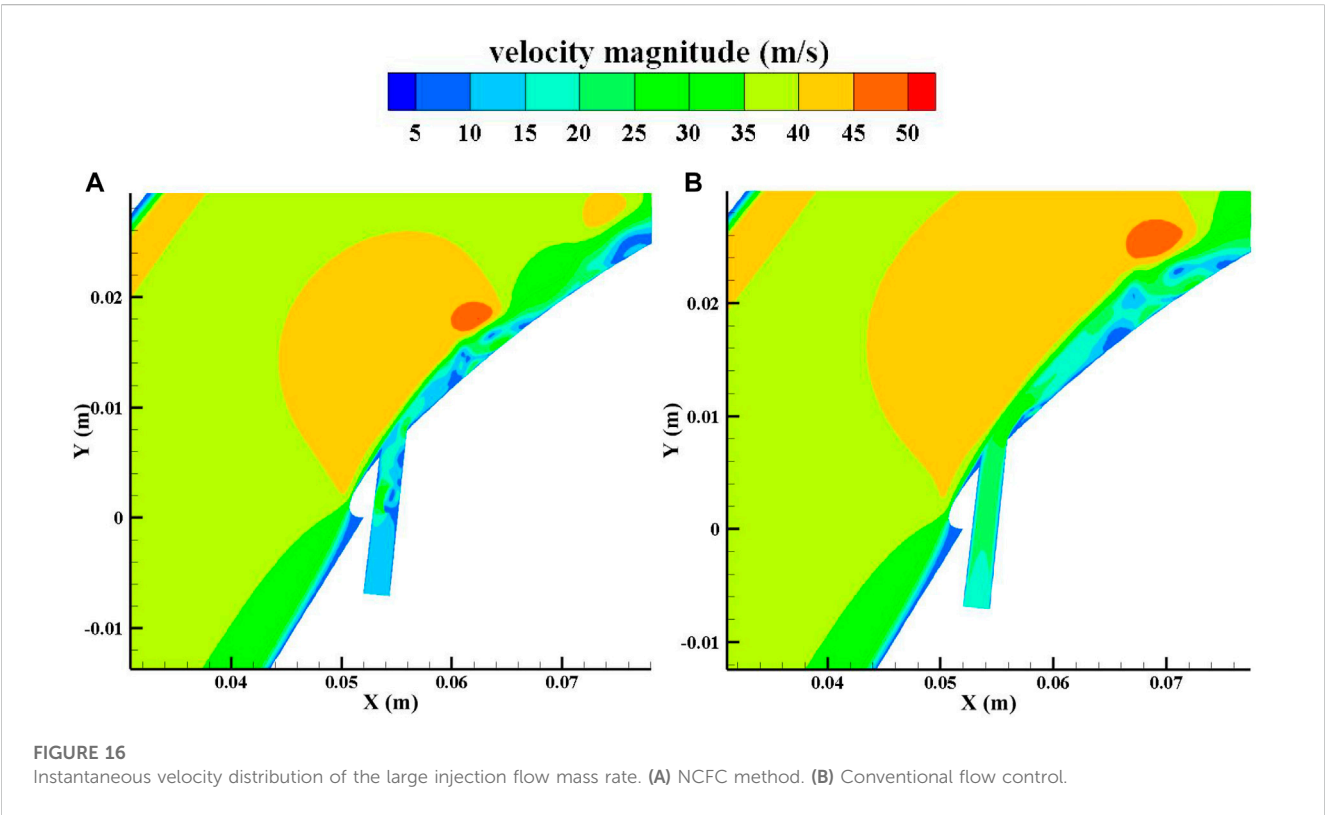 velocity magnitude (m/s)
5 10 15 20 25 30 35 40 45 50
A
B
0.02
0.01
0
-0.01
Y (m)
0.04 0.05 0.06 0.07
X (m)
0.02
0.01
0
-0.01
Y (m)
0.04 0.05 0.06 0.07
X (m)
FIGURE 16
Instantaneous velocity distribution of the large injection flow mass rate. (A) NCFC method. (B) Conventional flow control.